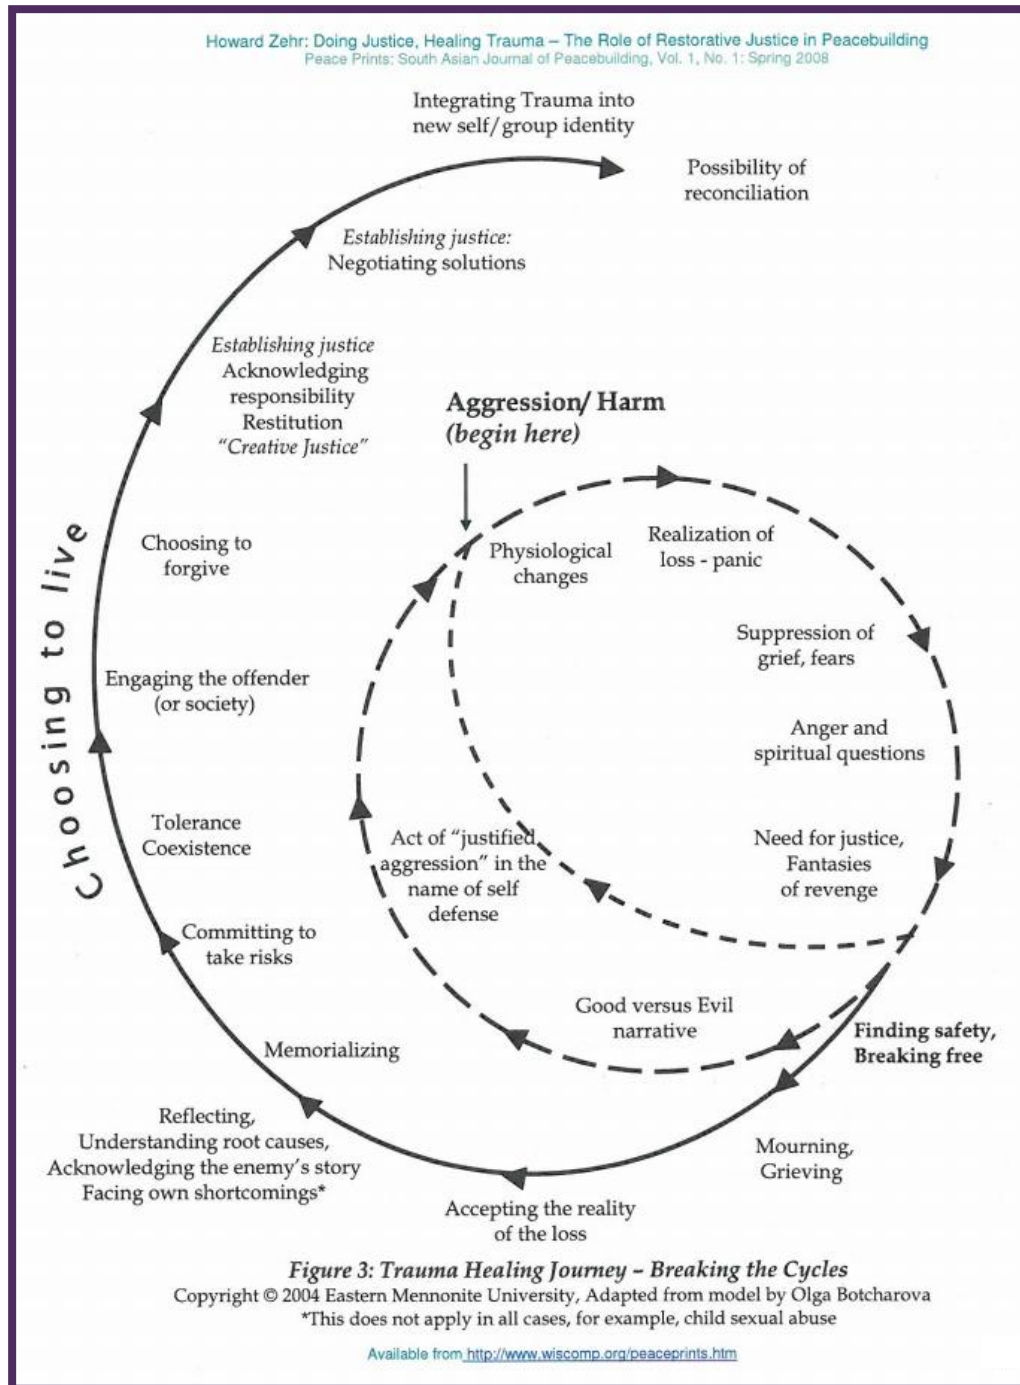 Howard Zehr: Doing Justice, Healing Trauma – The Role of Restorative Justice in Peacebuilding
Peace Prints: South Asian Journal of Peacebuilding, Vol. 1, No. 1: Spring 2008
Integrating Trauma into
new self/group identity
Possibility of
reconciliation
Establishing justice:
Negotiating solutions
Establishing justice
Acknowledging
responsibility
Restitution
"Creative Justice"
Aggression/ Harm
(begin here)
Physiological
changes
Realization of
loss - panic
Suppression of
grief, fears
Anger and
spiritual questions
Need for justice,
Fantasies
of revenge
Good versus Evil
narrative
Act of "justified
aggression" in the
name of self
defense
Finding safety,
Breaking free
Mourning,
Grieving
Accepting the reality
of the loss
Reflecting,
Understanding root causes,
Acknowledging the enemy's story
Facing own shortcomings*
Memorializing
Committing to
take risks
Tolerance
Coexistence
Engaging the offender
(or society)
Choosing to
forgive
Choosing to live
Figure 3: Trauma Healing Journey – Breaking the Cycles
Copyright © 2004 Eastern Mennonite University, Adapted from model by Olga Botcharova
*This does not apply in all cases, for example, child sexual abuse
Available from http://www.wiscomp.org/peaceprints.htm